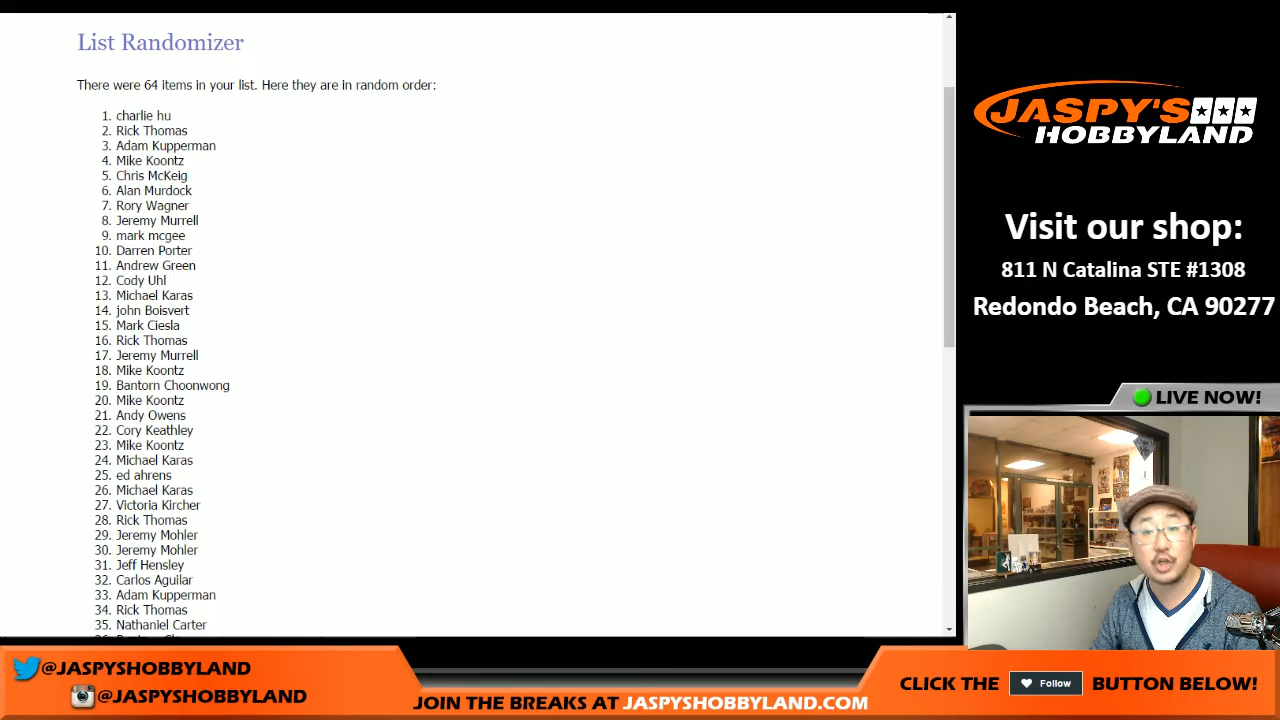 List Randomizer
There were 64 items in your list. Here they are in random order:
1. charlie hu
2. Rick Thomas
3. Adam Kupperman
4. Mike Koontz
5. Chris McKeig
6. Alan Murdock
7. Rory Wagner
8. Jeremy Murrell
9. mark mcgee
10. Darren Porter
11. Andrew Green
12. Cody Uhl
13. Michael Karas
14. john Boisvert
15. Mark Ciesla
16. Rick Thomas
17. Jeremy Murrell
18. Mike Koontz
19. Bantorn Choonwong
20. Mike Koontz
21. Andy Owens
22. Cory Keathley
23. Mike Koontz
24. Michael Karas
25. ed ahrens
26. Michael Karas
27. Victoria Kircher
28. Rick Thomas
29. Jeremy Mohler
30. Jeremy Mohler
31. Jeff Hensley
32. Carlos Aguilar
33. Adam Kupperman
34. Rick Thomas
35. Nathaniel Carter
JASPY'S
HOBBYLAND
Visit our shop:
811 N Catalina STE #1308
Redondo Beach, CA 90277
LIVE NOW!
@JASPYSHOBBYLAND
@JASPYSHOBBYLAND
JOIN THE BREAKS AT JASPYSHOBBYLAND.COM
CLICK THE Follow BUTTON BELOW!